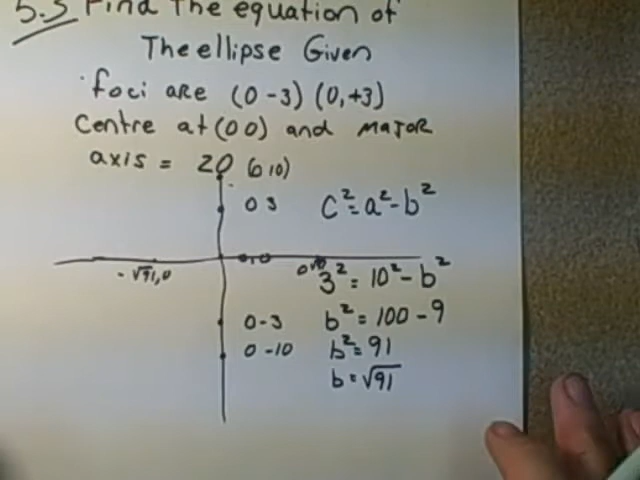 5.3 Find The equation of
The ellipse Given
foci are (0 -3) (0, +3)
Centre at (0 0) and major
axis = 20 (0 10)
0 3 c² = a² - b²
0, 0
-√91, 0 3² = 10² - b²
0 -3 b² = 100 - 9
0 -10 b² = 91
b = √91